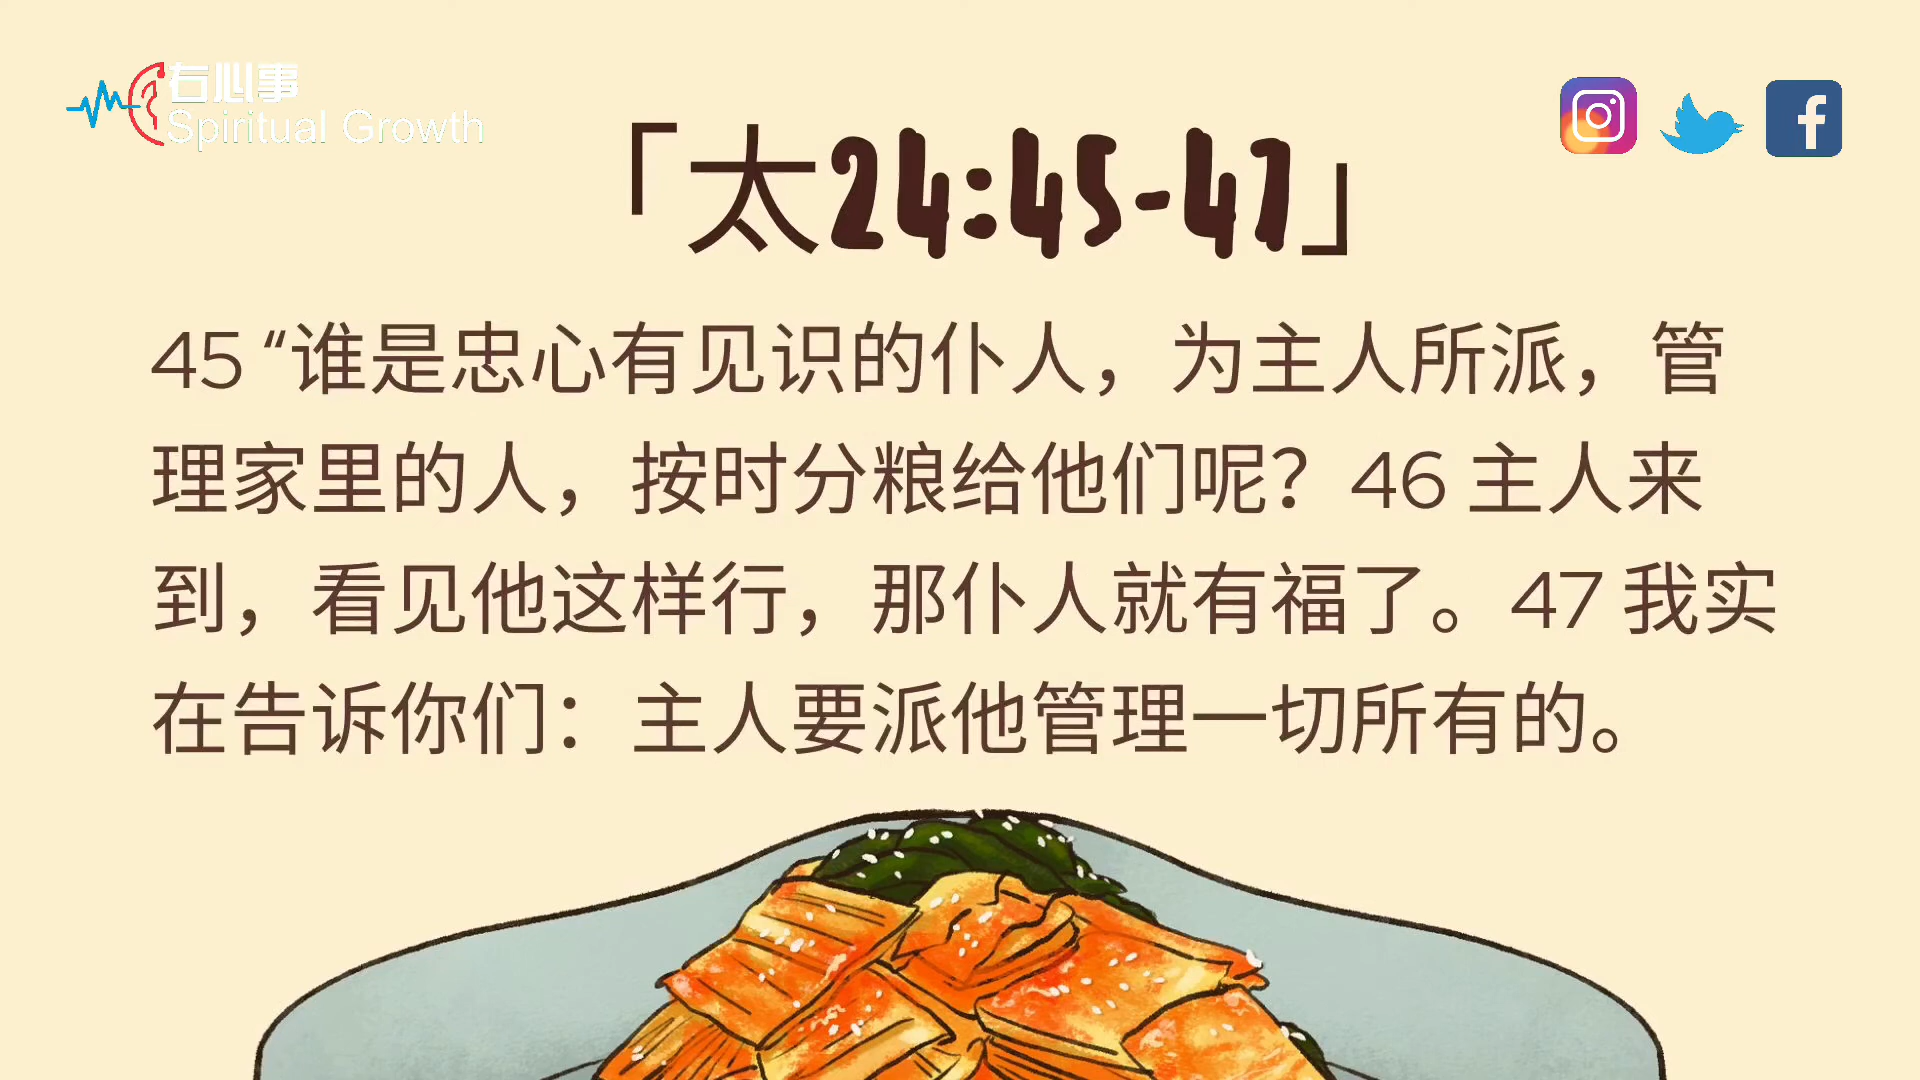 右心事
Spiritual Growth
「太24:45-47」
45 “谁是忠心有见识的仆人，为主人所派，管
理家里的人，按时分粮给他们呢？46 主人来
到，看见他这样行，那仆人就有福了。47 我实
在告诉你们：主人要派他管理一切所有的。